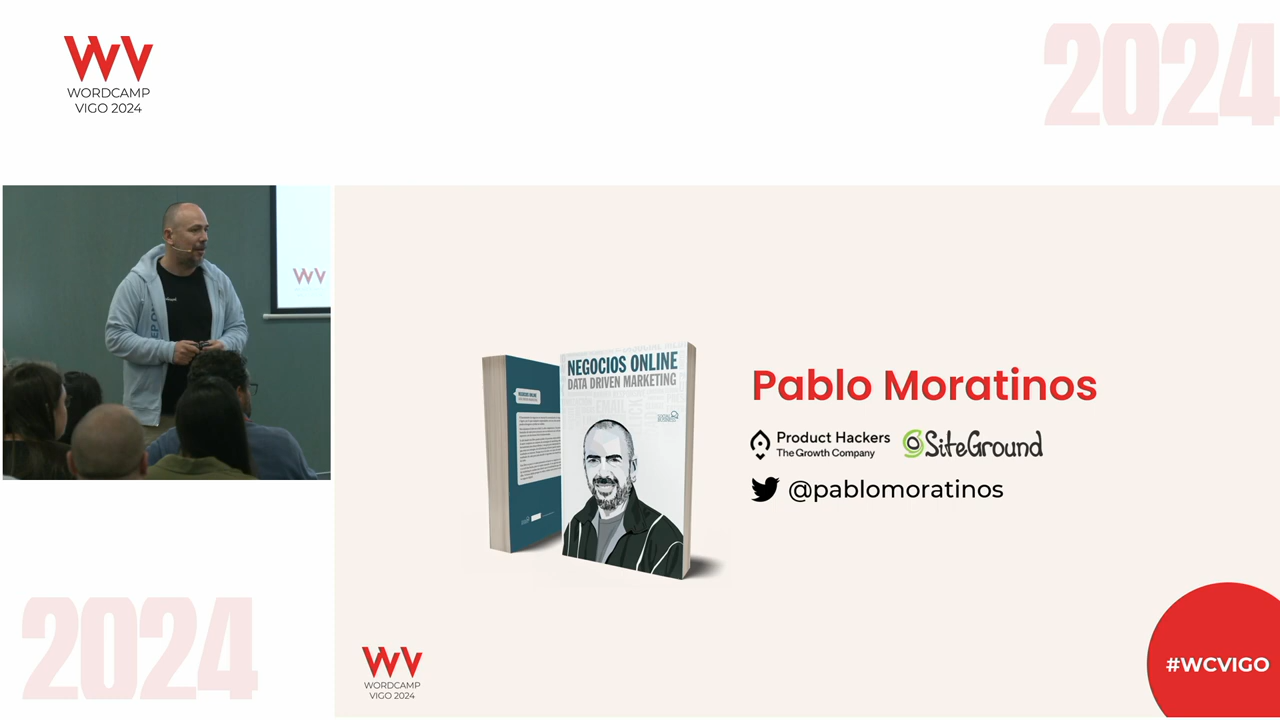 WORDCAMP
VIGO 2024
2024
NEGOCIOS ONLINE
DATA DRIVEN MARKETING
Pablo Moratinos
Product Hackers
The Growth Company
SiteGround
@pablomoratinos
2024
WORDCAMP
VIGO 2024
#WCVIGO